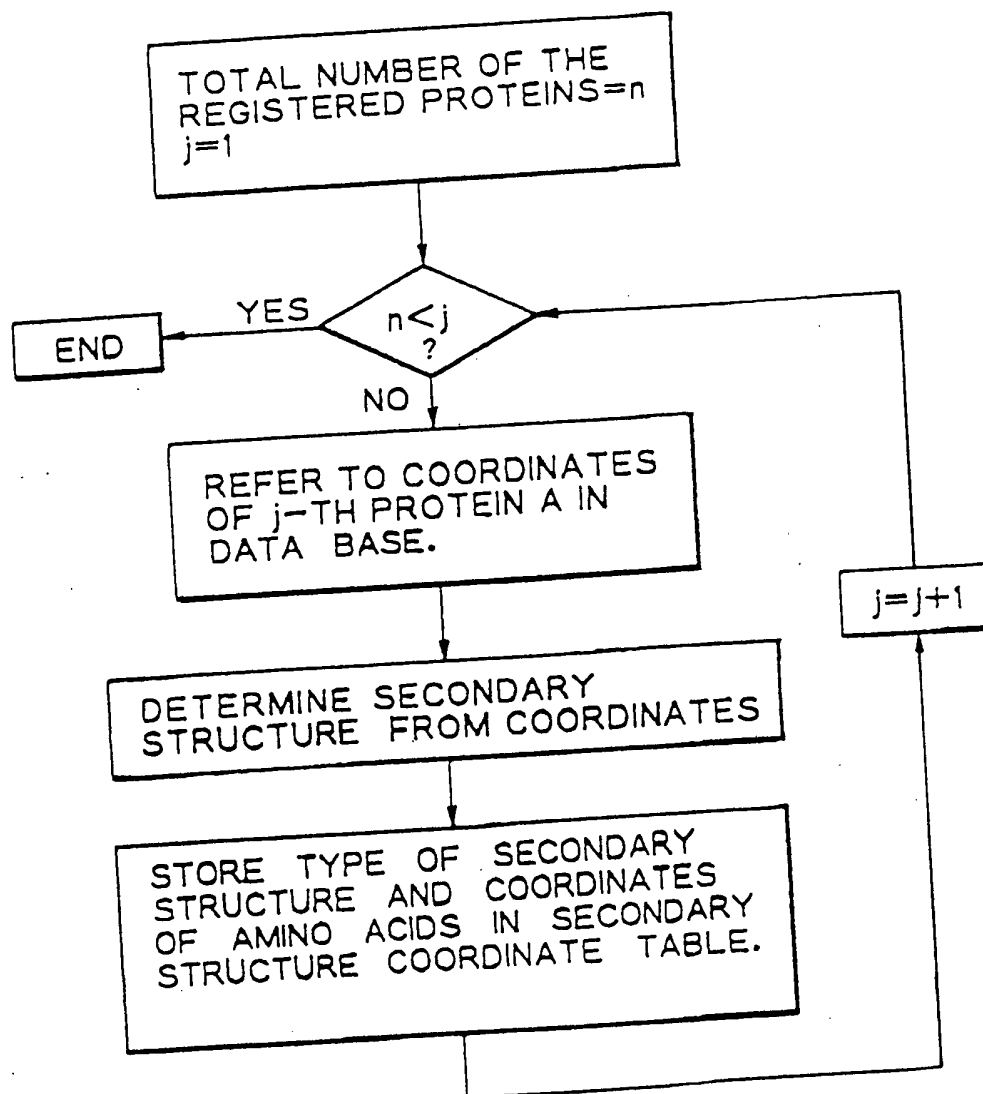 TOTAL NUMBER OF THE
REGISTERED PROTEINS=n
j=1
n<j
?
YES
END
NO
REFER TO COORDINATES
OF j-TH PROTEIN A IN
DATA BASE.
DETERMINE SECONDARY
STRUCTURE FROM COORDINATES
STORE TYPE OF SECONDARY
STRUCTURE AND COORDINATES
OF AMINO ACIDS IN SECONDARY
STRUCTURE COORDINATE TABLE.
j=j+1